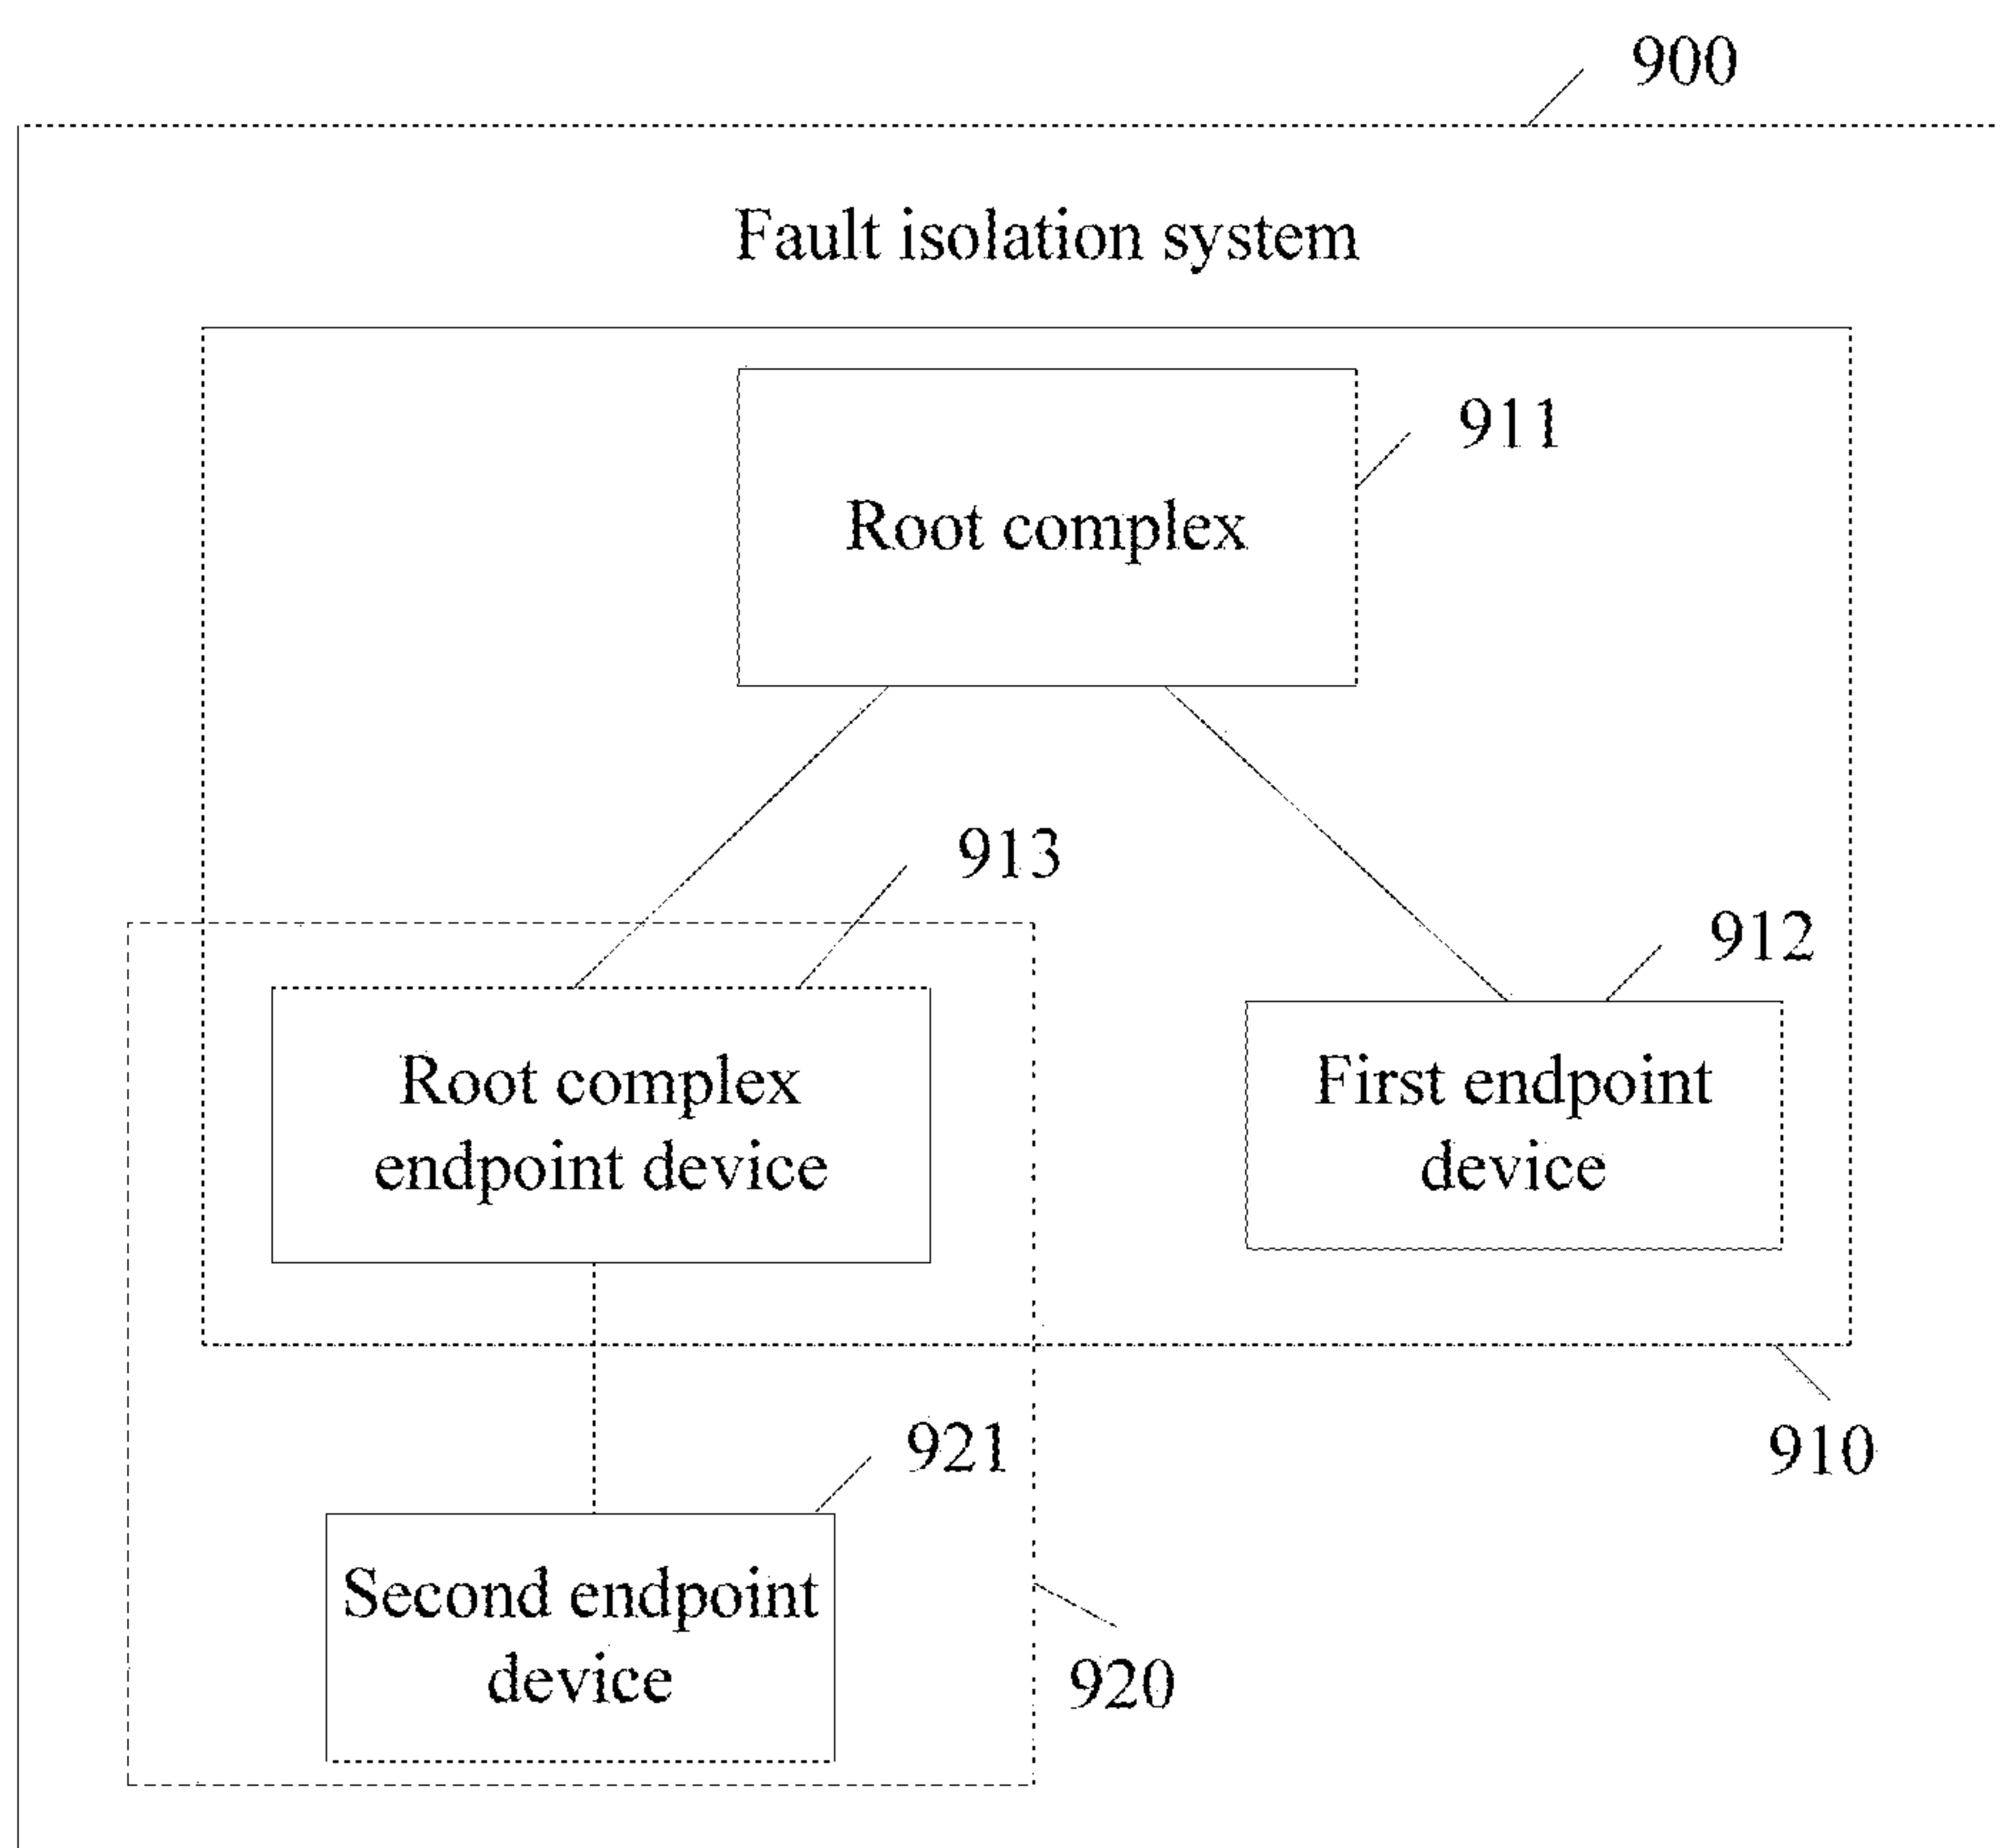 900
Fault isolation system
911
Root complex
913
912
Root complex
endpoint device
First endpoint
device
910
921
Second endpoint
device
920